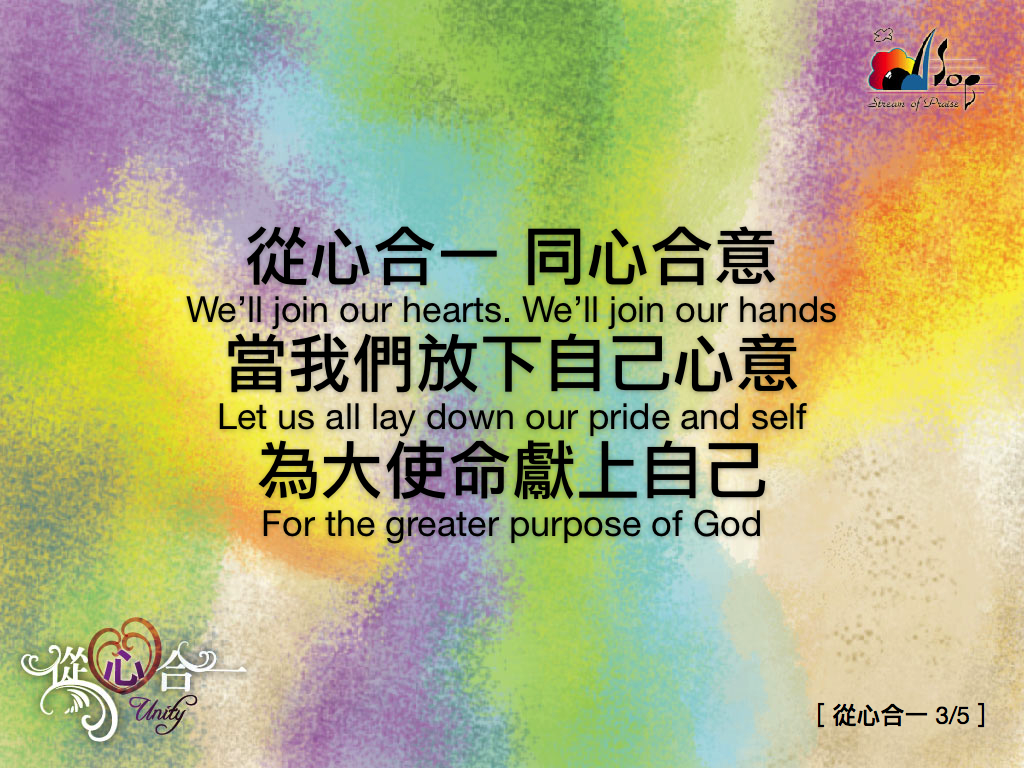 Sop
Stream of Praise
從心合一 同心合意
We’ll join our hearts. We’ll join our hands
當我們放下自己心意
Let us all lay down our pride and self
為大使命獻上自己
For the greater purpose of God
從心合一
Unity
[ 從心合一 3/5 ]